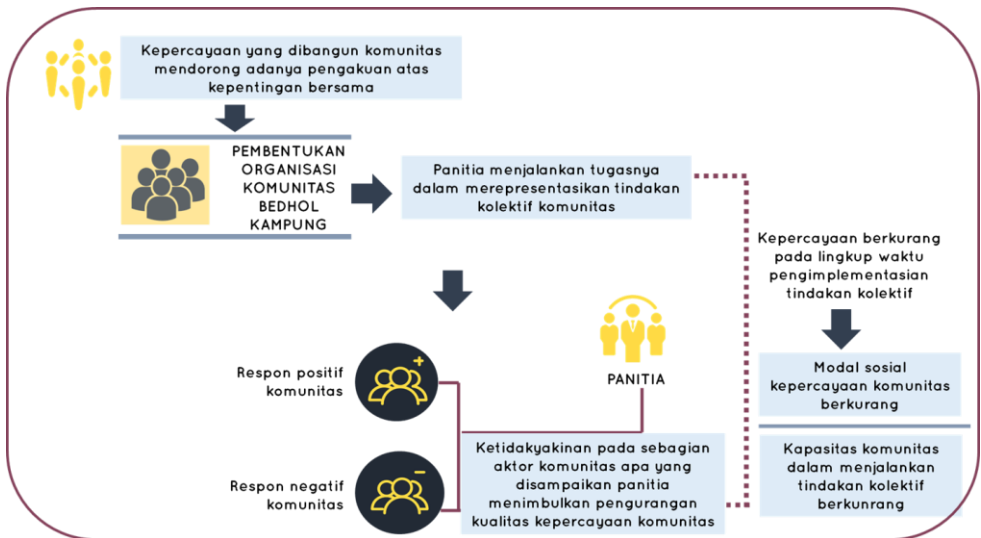 Kepercayaan yang dibangun komunitas
mendorong adanya pengakuan atas
kepentingan bersama
PEMBENTUKAN
ORGANISASI
KOMUNITAS
BEDHOL
KAMPUNG
Panitia menjalankan tugasnya
dalam merepresentasikan tindakan
kolektif komunitas
Kepercayaan berkurang
pada lingkup waktu
pengimplementasian
tindakan kolektif
PANITIA
Respon positif
komunitas
Modal sosial
kepercayaan komunitas
berkurang
Respon negatif
komunitas
Ketidakyakinan pada sebagian
aktor komunitas apa yang
disampaikan panitia
menimbulkan pengurangan
kualitas kepercayaan komunitas
Kapasitas komunitas
dalam menjalankan
tindakan kolektif
berkunrang